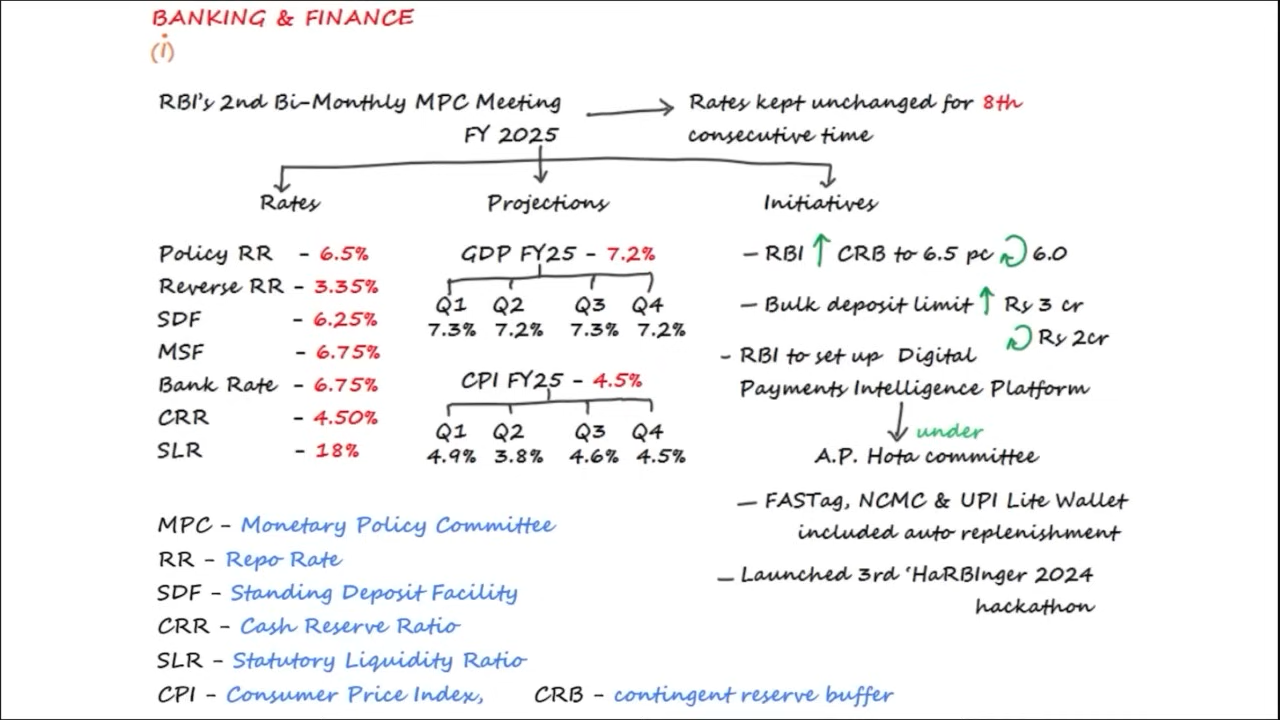 BANKING & FINANCE
(i)
RBI's 2nd Bi-Monthly MPC Meeting
FY 2025
Rates kept unchanged for 8th
consecutive time
Rates
Policy RR - 6.5%
Reverse RR - 3.35%
SDF - 6.25%
MSF - 6.75%
Bank Rate - 6.75%
CRR - 4.50%
SLR - 18%
Projections
GDP FY25 - 7.2%
Q1 Q2 Q3 Q4
7.3% 7.2% 7.3% 7.2%
CPI FY25 - 4.5%
Q1 Q2 Q3 Q4
4.9% 3.8% 4.6% 4.5%
Initiatives
- RBI ↑ CRB to 6.5 pc 6.0
- Bulk deposit limit ↑ Rs 3 cr
Rs 2cr
- RBI to set up Digital
Payments Intelligence Platform
under
A.P. Hota committee
- FASTag, NCMC & UPI Lite Wallet
included auto replenishment
- Launched 3rd 'HaRBInger 2024
hackathon
MPC - Monetary Policy Committee
RR - Repo Rate
SDF - Standing Deposit Facility
CRR - Cash Reserve Ratio
SLR - Statutory Liquidity Ratio
CPI - Consumer Price Index, CRB - contingent reserve buffer